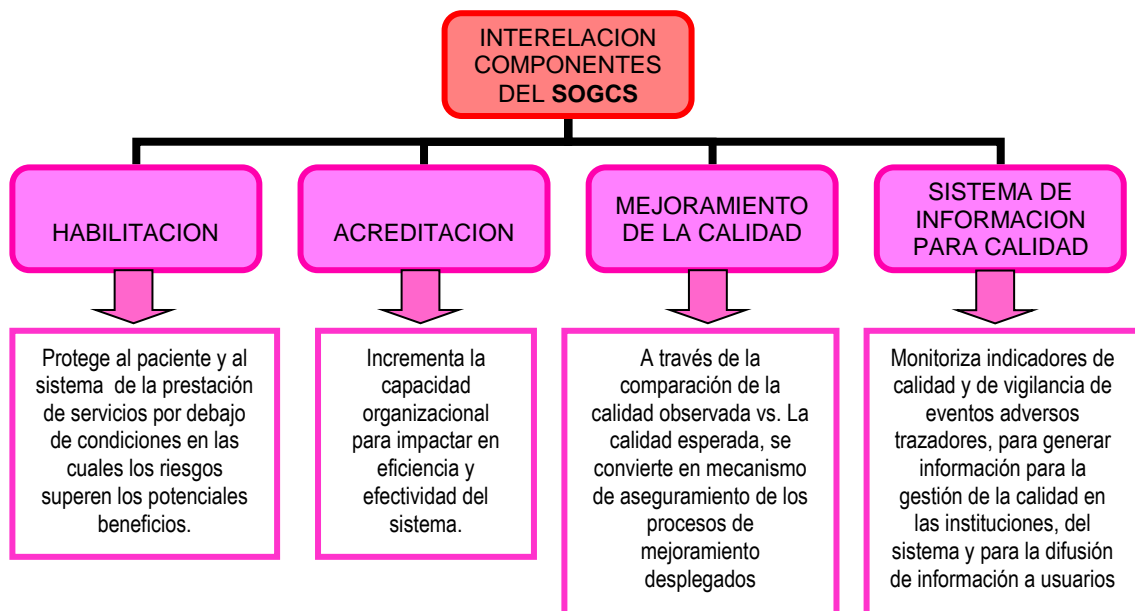 INTERELACION
COMPONENTES
DEL SOGCS
HABILITACION
ACREDITACION
MEJORAMIENTO
DE LA CALIDAD
SISTEMA DE
INFORMACION
PARA CALIDAD
Protege al paciente y al
sistema de la prestación
de servicios por debajo
de condiciones en las
cuales los riesgos
superen los potenciales
beneficios.
Incrementa la
capacidad
organizacional
para impactar en
eficiencia y
efectividad del
sistema.
A través de la
comparación de la
calidad observada vs. La
calidad esperada, se
convierte en mecanismo
de aseguramiento de los
procesos de
mejoramiento
desplegados
Monitoriza indicadores de
calidad y de vigilancia de
eventos adversos
trazadores, para generar
información para la
gestión de la calidad en
las instituciones, del
sistema y para la difusión
de información a usuarios